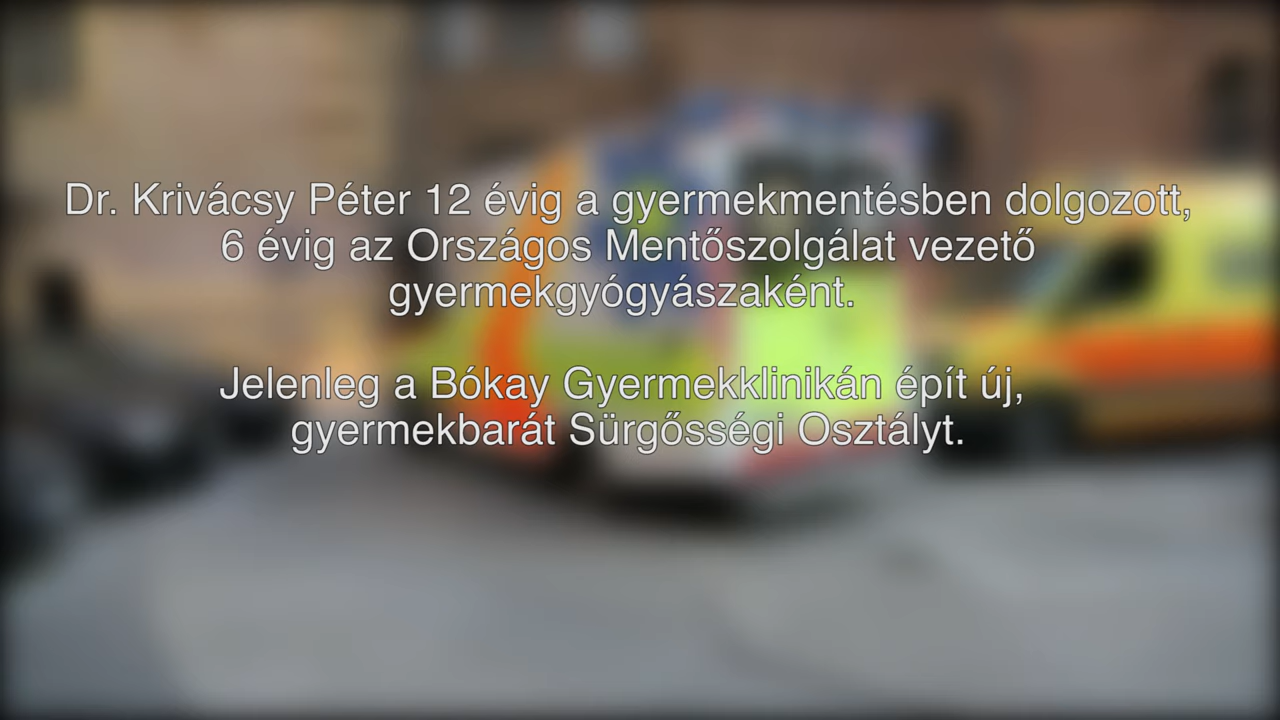 Dr. Krivácsy Péter 12 évig a gyermekmentésben dolgozott,
6 évig az Országos Mentőszolgálat vezető
gyermekgyógyászaként.
Jelenleg a Bókay Gyermekklinikán épít új,
gyermekbarát Sürgősségi Osztályt.